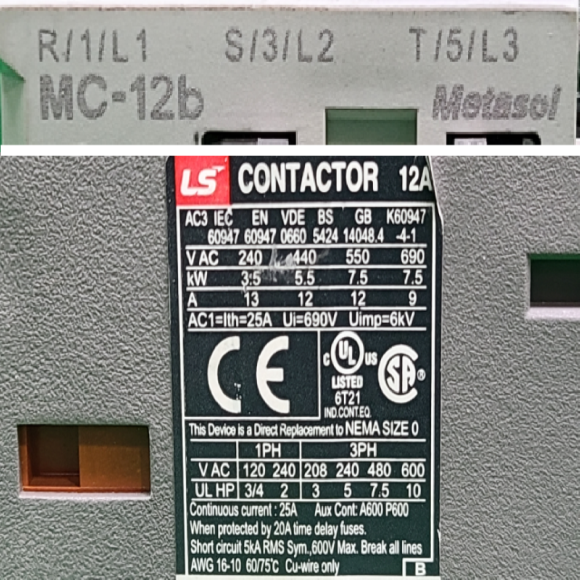 R/1/L1 S/3/L2 T/5/L3
MC-12b Metasol
LS CONTACTOR 12A
AC3 IEC EN VDE BS GB K60947
60947 60947 0660 5424 14048.4 -4-1
V AC 240 440 550 690
kW 3.5 5.5 7.5 7.5
A 13 12 12 9
AC1=Ith=25A Ui=690V Uimp=6kV
CE C UL US SA ®
LISTED
6T21
IND.CONT.EQ.
This Device is a Direct Replacement to NEMA SIZE 0
1PH 3PH
V AC 120 240 208 240 480 600
UL HP 3/4 2 3 5 7.5 10
Continuous current : 25A Aux Cont: A600 P600
When protected by 20A time delay fuses.
Short circuit 5kA RMS Sym.,600V Max. Break all lines
AWG 16-10 60/75℃ Cu-wire only B